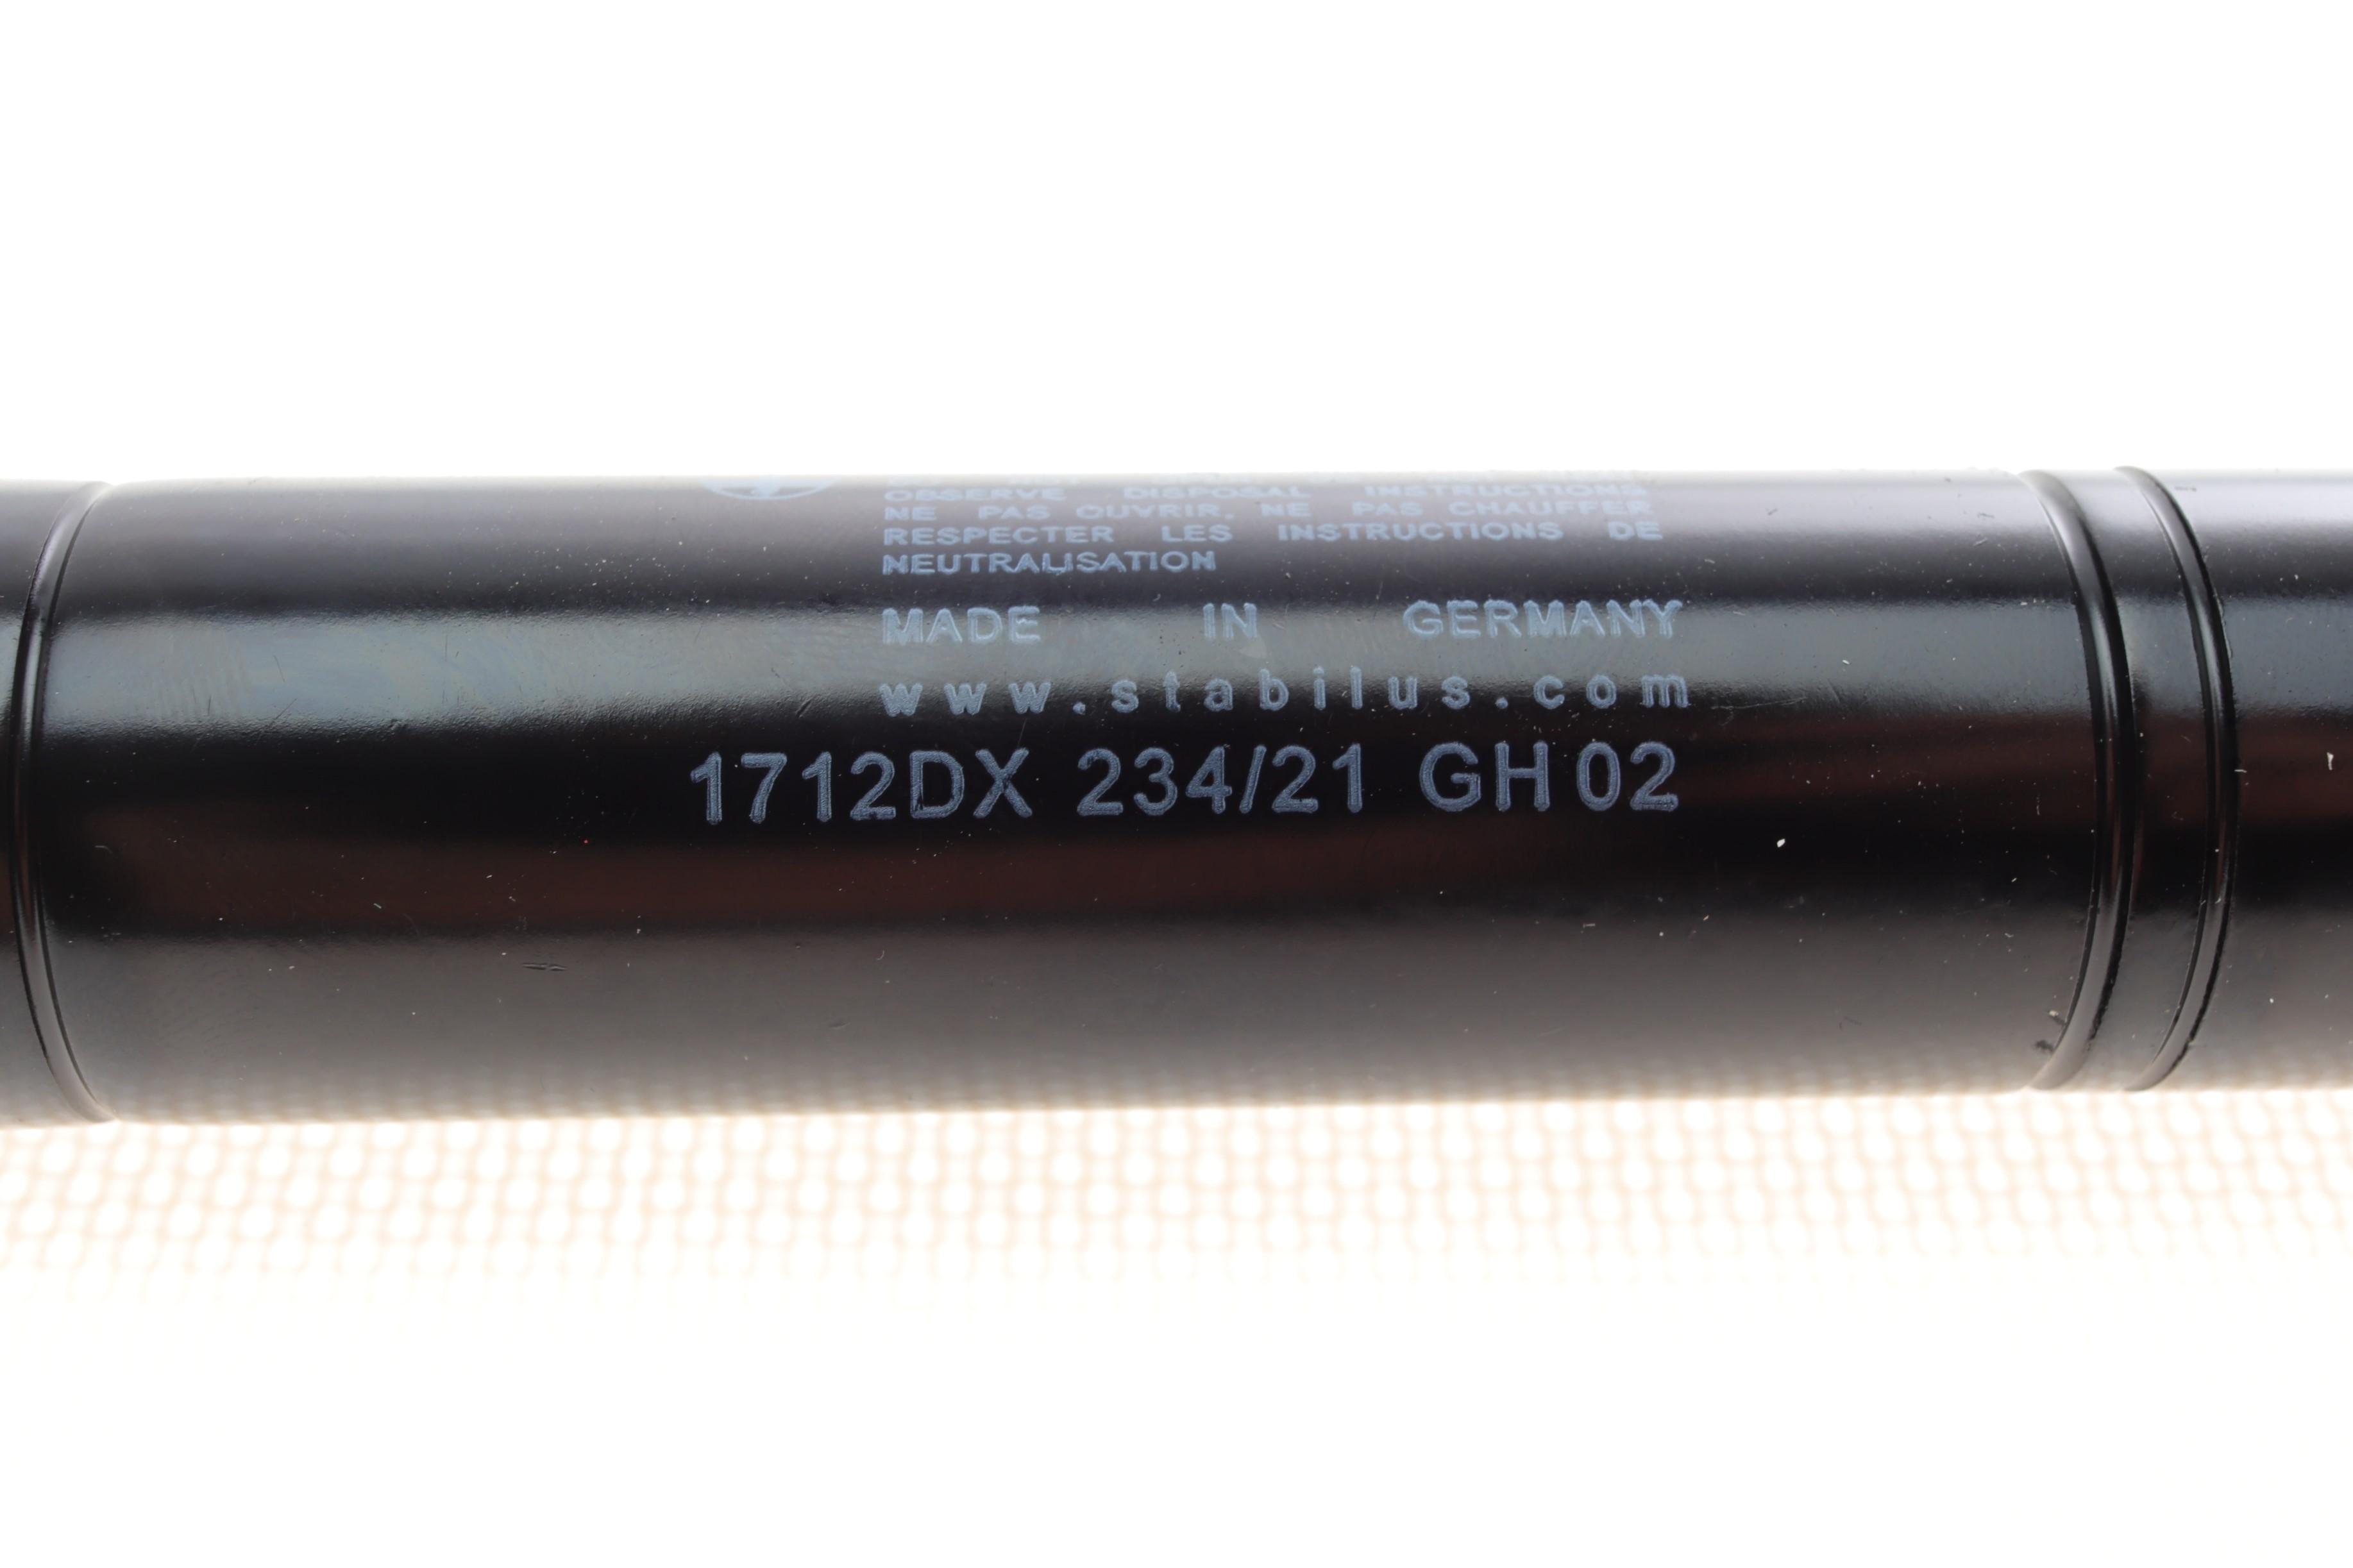 OBSERVE DISPOSAL INSTRUCTIONS
NE PAS OUVRIR. NE PAS CHAUFFER
RESPECTER LES INSTRUCTIONS DE
NEUTRALISATION
MADE IN GERMANY
www.stabilus.com
1712DX 234/21 GH02